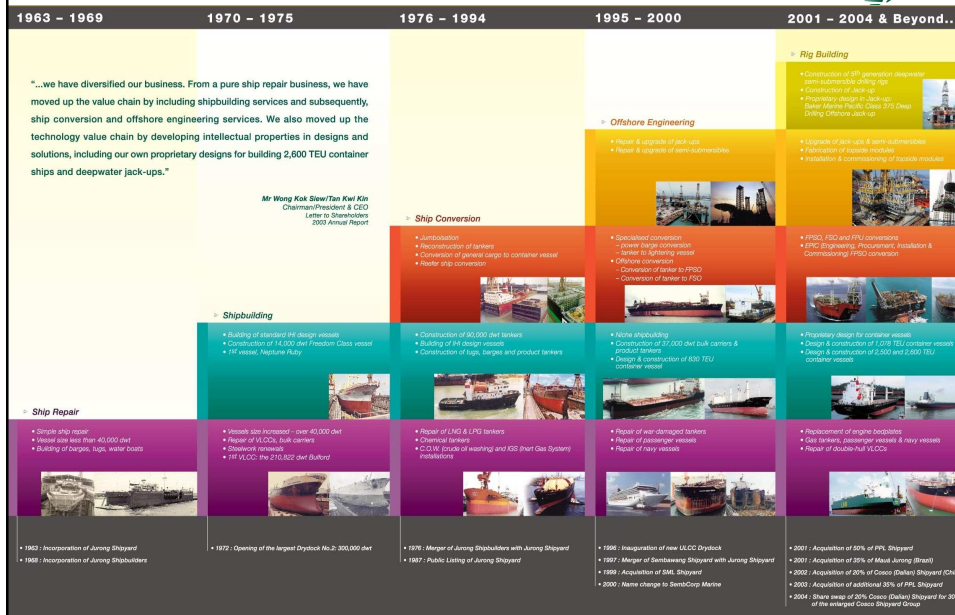 1963 – 1969
1970 – 1975
1976 – 1994
1995 – 2000
2001 – 2004 & Beyond..
"...we have diversified our business. From a pure ship repair business, we have
moved up the value chain by including shipbuilding services and subsequently,
ship conversion and offshore engineering services. We also moved up the
technology value chain by developing intellectual properties in designs and
solutions, including our own proprietary designs for building 2,600 TEU container
ships and deepwater jack-ups."
Mr Wong Kok Siew/Tan Kwi Kin
Chairman/President & CEO
Letter to Shareholders
2003 Annual Report
Rig Building
• Construction of 5th generation deepwater
semi-submersible drilling rigs
• Construction of Jack-up
• Proprietary design in Jack-up:
Baker Marine Pacific Class 375 Deep
Drilling Offshore Jack-up
Offshore Engineering
• Repair & upgrade of jack-ups
• Repair & upgrade of semi-submersibles
• Upgrade of jack-ups & semi-submersibles
• Fabrication of topside modules
• Installation & commissioning of topside modules
Ship Conversion
• Jumboisation
• Reconstruction of tankers
• Conversion of general cargo to container vessel
• Reefer ship conversion
• Specialised conversion
– power barge conversion
– tanker to lightering vessel
• Offshore conversion
– Conversion of tanker to FPSO
– Conversion of tanker to FSO
• FPSO, FSO and FPU conversions
• EPIC (Engineering, Procurement, Installation &
Commissioning) FPSO conversion
Shipbuilding
• Building of standard IHI design vessels
• Construction of 14,000 dwt Freedom Class vessel
• 1st vessel, Neptune Ruby
• Construction of 90,000 dwt tankers
• Building of IHI design vessels
• Construction of tugs, barges and product tankers
• Niche shipbuilding
• Construction of 37,000 dwt bulk carriers &
product tankers
• Design & construction of 830 TEU
container vessel
• Proprietary design for container vessels
• Design & construction of 1,078 TEU container vessels
• Design & construction of 2,500 and 2,600 TEU
container vessels
Ship Repair
• Simple ship repair
• Vessel size less than 40,000 dwt
• Building of barges, tugs, water boats
• Vessels size increased – over 40,000 dwt
• Repair of VLCCs, bulk carriers
• Steelwork renewals
• 1st VLCC: the 210,822 dwt Bulford
• Repair of LNG & LPG tankers
• Chemical tankers
• C.O.W. (crude oil washing) and IGS (Inert Gas System)
installations
• Repair of war-damaged tankers
• Repair of passenger vessels
• Repair of navy vessels
• Replacement of engine bedplates
• Gas tankers, passenger vessels & navy vessels
• Repair of double-hull VLCCs
• 1963 : Incorporation of Jurong Shipyard
• 1968 : Incorporation of Jurong Shipbuilders
• 1972 : Opening of the largest Drydock No.2: 300,000 dwt
• 1976 : Merger of Jurong Shipbuilders with Jurong Shipyard
• 1987 : Public Listing of Jurong Shipyard
• 1996 : Inauguration of new ULCC Drydock
• 1997 : Merger of Sembawang Shipyard with Jurong Shipyard
• 1999 : Acquisition of SML Shipyard
• 2000 : Name change to SembCorp Marine
• 2001 : Acquisition of 50% of PPL Shipyard
• 2001 : Acquisition of 35% of Mauá Jurong (Brazil)
• 2002 : Acquisition of 20% of Cosco (Dalian) Shipyard (Chi
• 2003 : Acquisition of additional 35% of PPL Shipyard
• 2004 : Share swap of 20% Cosco (Dalian) Shipyard for 30
of the enlarged Cosco Shipyard Group